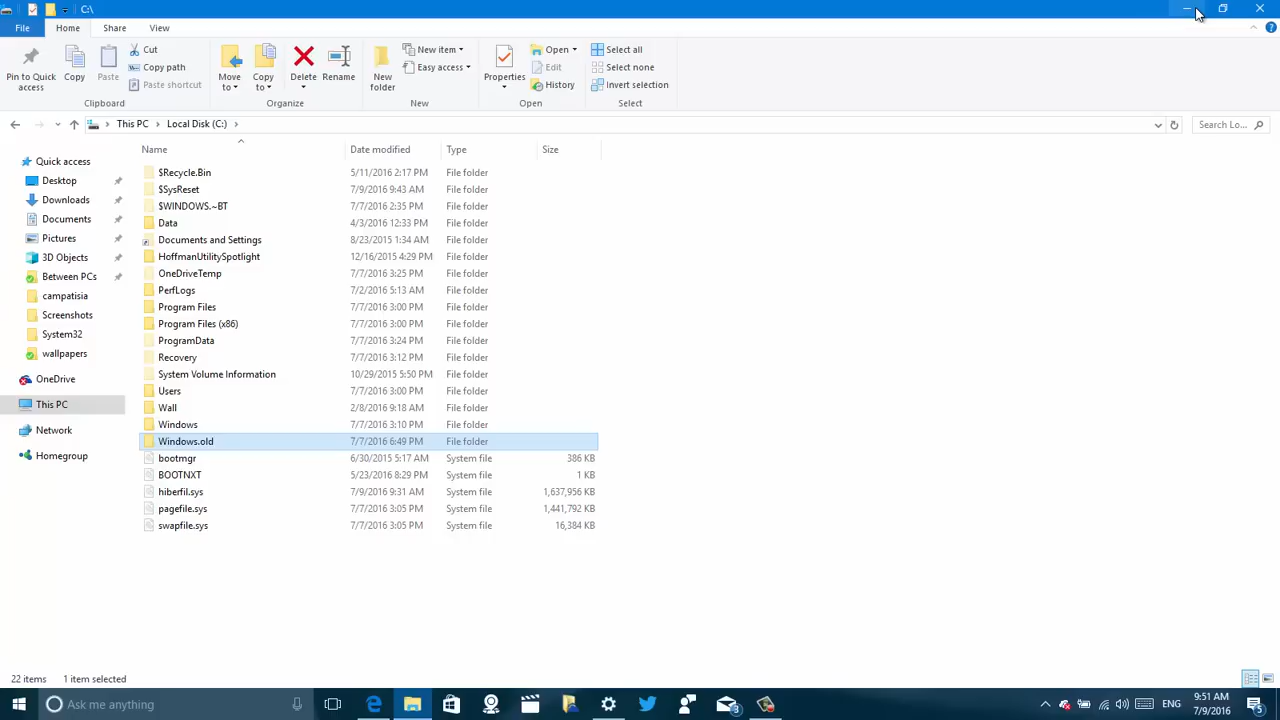 C:\
File Home Share View
Pin to Quick access
Copy
Paste
Cut
Copy path
Paste shortcut
Clipboard
Move to
Copy to
Delete
Rename
Organize
New folder
New item
Easy access
New
Properties
Open
Edit
History
Open
Select all
Select none
Invert selection
Select
This PC Local Disk (C:) Search Lo...
Quick access
Desktop
Downloads
Documents
Pictures
3D Objects
Between PCs
campatisia
Screenshots
System32
wallpapers
OneDrive
This PC
Network
Homegroup
Name Date modified Type Size
$Recycle.Bin 5/11/2016 2:17 PM File folder
$SysReset 7/9/2016 9:43 AM File folder
$WINDOWS.~BT 7/7/2016 2:35 PM File folder
Data 4/3/2016 12:33 PM File folder
Documents and Settings 8/23/2015 1:34 AM File folder
HoffmanUtilitySpotlight 12/16/2015 4:29 PM File folder
OneDriveTemp 7/7/2016 3:25 PM File folder
PerfLogs 7/2/2016 5:13 AM File folder
Program Files 7/7/2016 3:00 PM File folder
Program Files (x86) 7/7/2016 3:00 PM File folder
ProgramData 7/7/2016 3:24 PM File folder
Recovery 7/7/2016 3:12 PM File folder
System Volume Information 10/29/2015 5:50 PM File folder
Users 7/7/2016 3:00 PM File folder
Wall 2/8/2016 9:18 AM File folder
Windows 7/7/2016 3:10 PM File folder
Windows.old 7/7/2016 6:49 PM File folder
bootmgr 6/30/2015 5:17 AM System file 386 KB
BOOTNXT 5/23/2016 8:29 PM System file 1 KB
hiberfil.sys 7/9/2016 9:31 AM System file 1,637,956 KB
pagefile.sys 7/7/2016 3:05 PM System file 1,441,792 KB
swapfile.sys 7/7/2016 3:05 PM System file 16,384 KB
22 items 1 item selected
Ask me anything
3
ENG
9:51 AM
7/9/2016